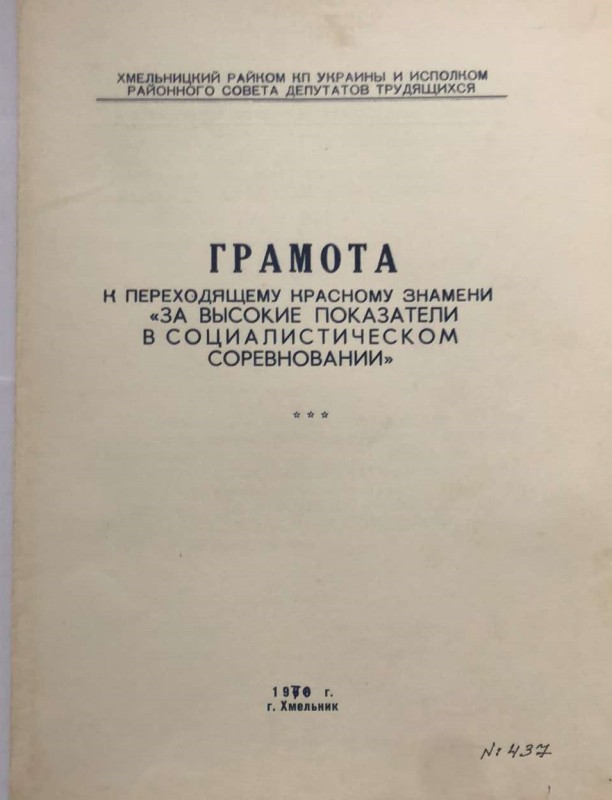 ХМЕЛЬНИЦКИЙ РАЙКОМ КП УКРАИНЫ И ИСПОЛКОМ
РАЙОННОГО СОВЕТА ДЕПУТАТОВ ТРУДЯЩИХСЯ
ГРАМОТА
К ПЕРЕХОДЯЩЕМУ КРАСНОМУ ЗНАМЕНИ
«ЗА ВЫСОКИЕ ПОКАЗАТЕЛИ
В СОЦИАЛИСТИЧЕСКОМ
СОРЕВНОВАНИИ»
* * *
г.
г. Хмельник
№ 437